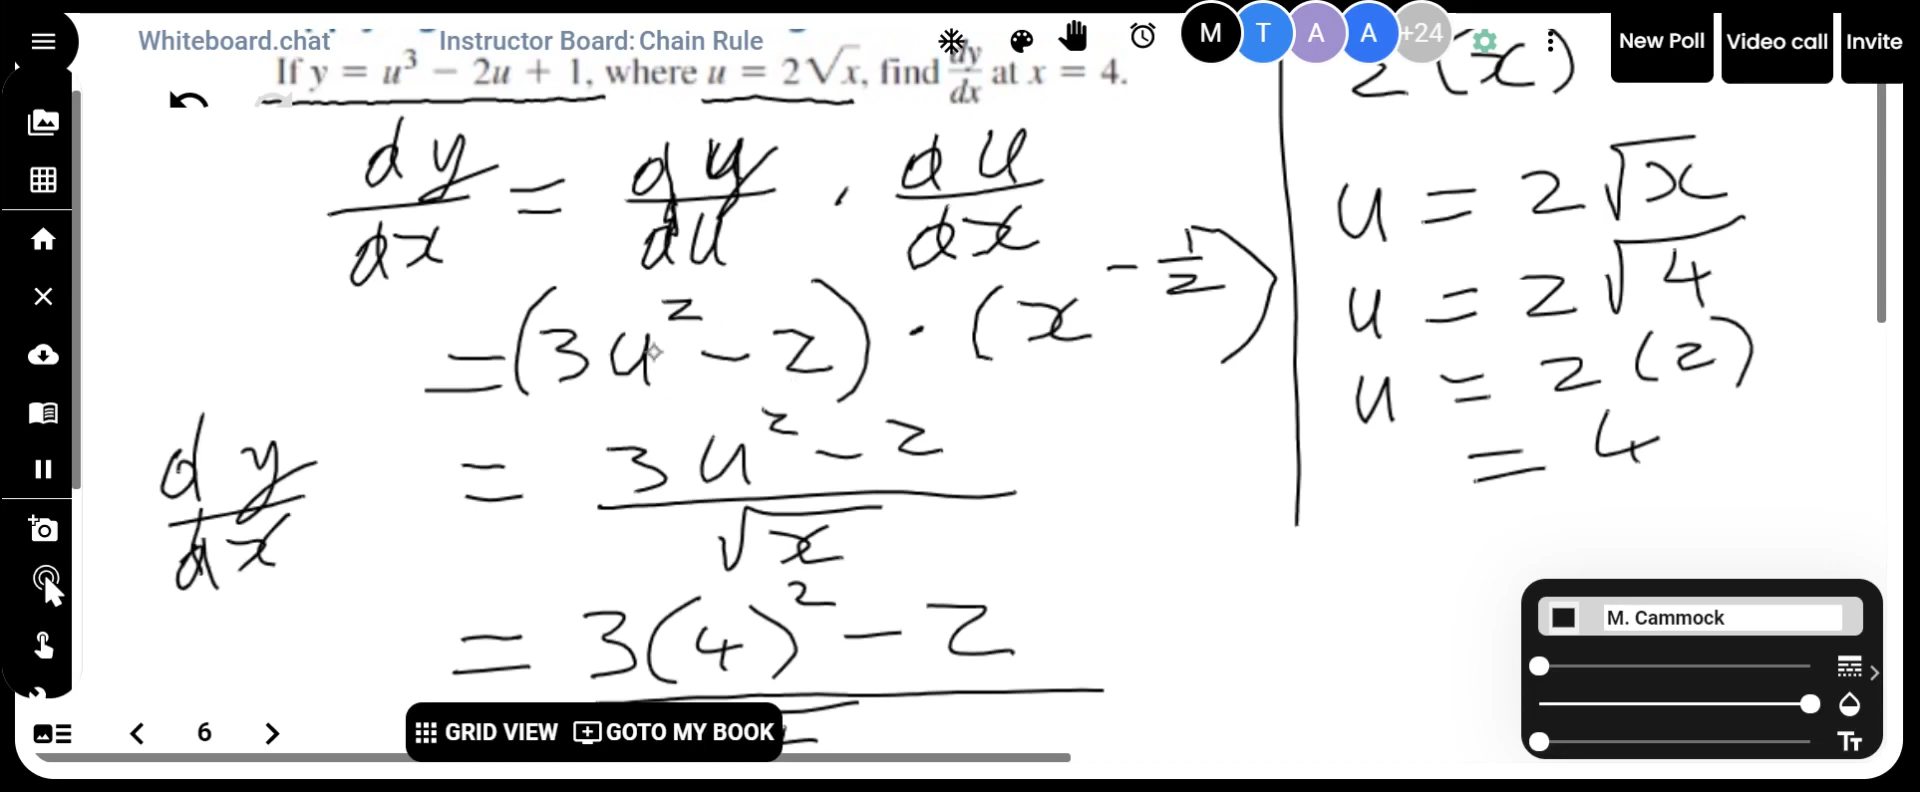 Whiteboard.chat Instructor Board: Chain Rule
M T A A +24
New Poll Video call Invite
If y = u³ − 2u + 1, where u = 2√x, find dy/dx at x = 4.
dy/dx = dy/du · du/dx
= (3u² − 2) · (x^(−1/2))
dy/dx = (3u² − 2)/√x
= 3(4)² − 2
2 (x)
u = 2√x
u = 2√4
u = 2(2)
= 4
M. Cammock
Tт
6
GRID VIEW GOTO MY BOOK